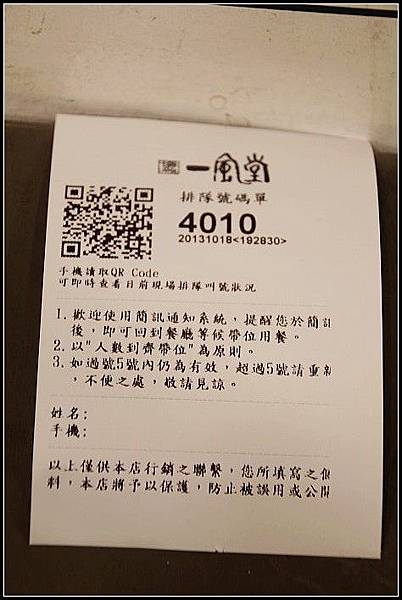 一風堂
排隊號碼單
4010
20131018<192830>
手機讀取QR Code
可即時查看目前現場排隊叫號狀況
1.歡迎使用簡訊通知系統，提醒您於簡訊
後，即可回到餐廳等候帶位用餐。
2.以"人數到齊帶位"為原則。
3.如過號5號內仍為有效，超過5號請重新
，不便之處，敬請見諒。
姓名:
手機:
以上僅供本店行銷之聯繫，您所填寫之個
料，本店將予以保護，防止被誤用或公開